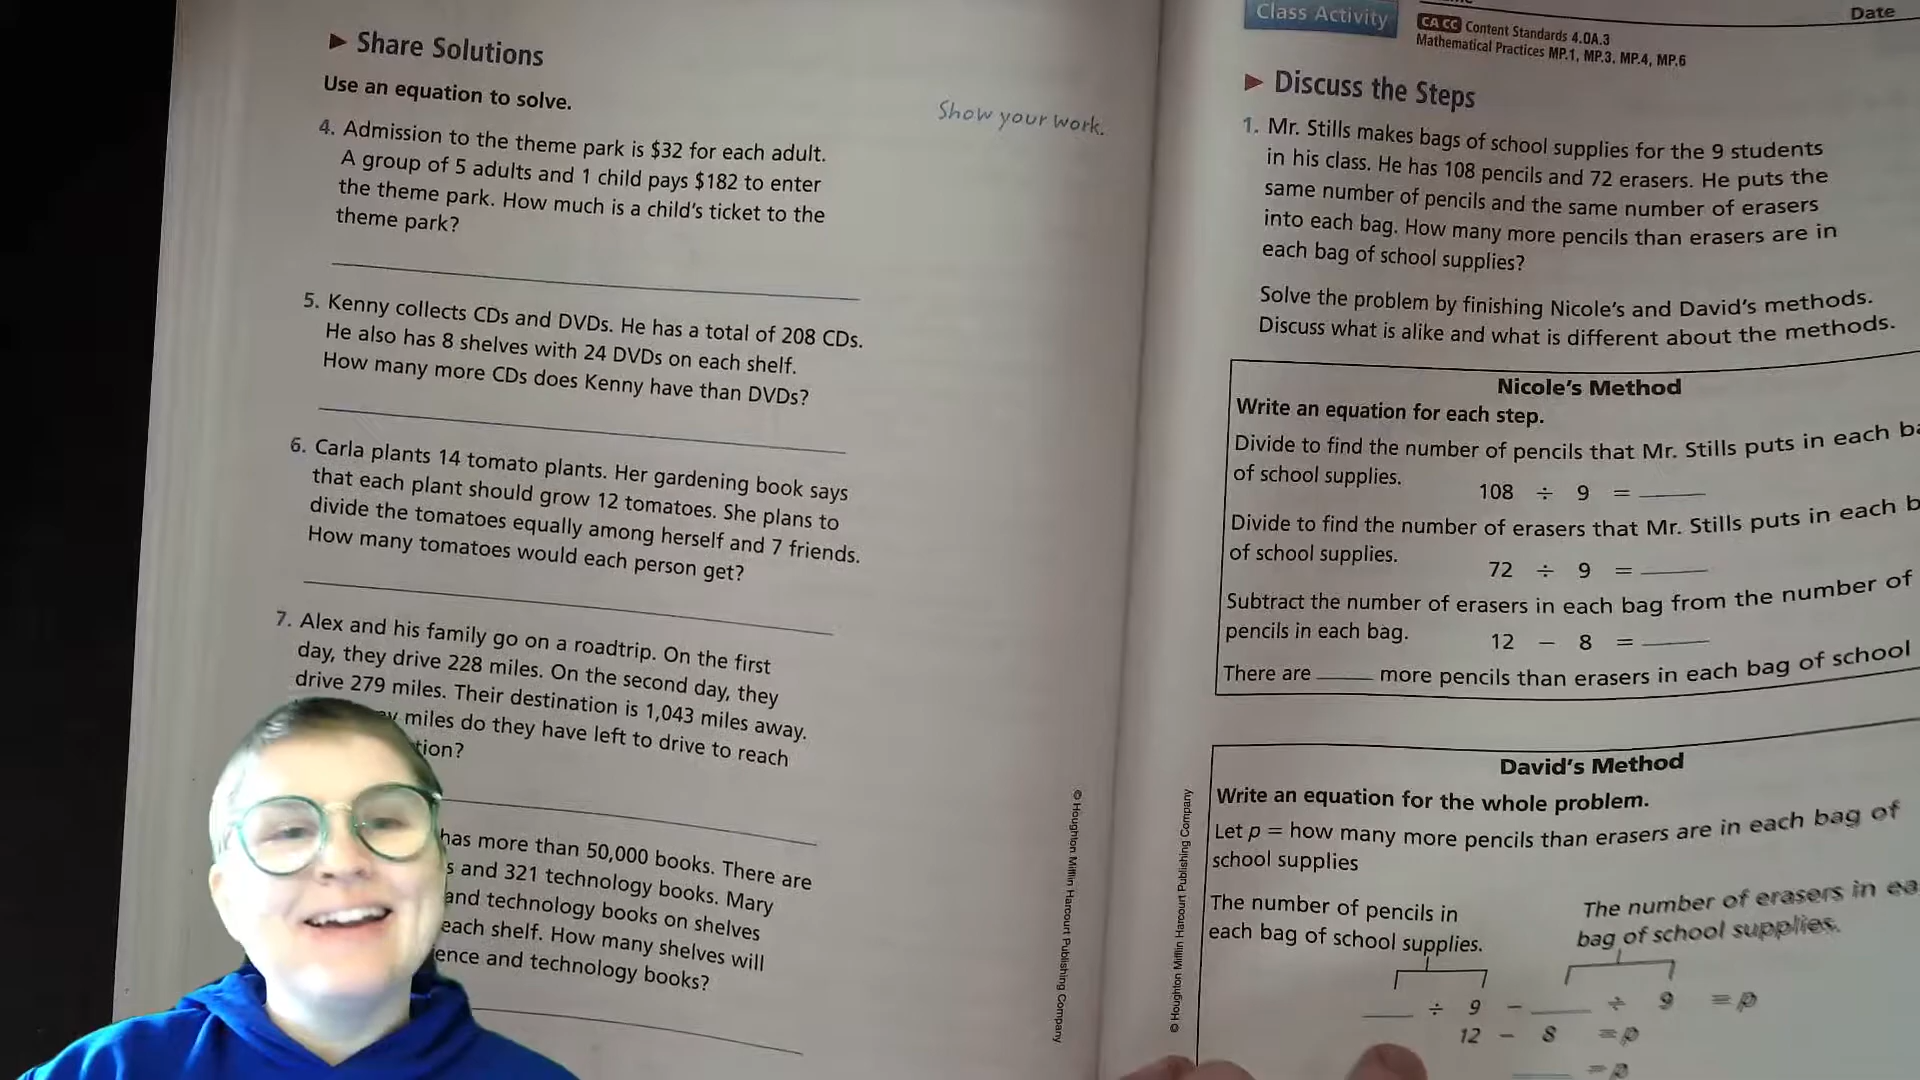 ► Share Solutions
Use an equation to solve.
Show your work.
4. Admission to the theme park is $32 for each adult.
A group of 5 adults and 1 child pays $182 to enter
the theme park. How much is a child's ticket to the
theme park?
5. Kenny collects CDs and DVDs. He has a total of 208 CDs.
He also has 8 shelves with 24 DVDs on each shelf.
How many more CDs does Kenny have than DVDs?
6. Carla plants 14 tomato plants. Her gardening book says
that each plant should grow 12 tomatoes. She plans to
divide the tomatoes equally among herself and 7 friends.
How many tomatoes would each person get?
7. Alex and his family go on a roadtrip. On the first
day, they drive 228 miles. On the second day, they
drive 279 miles. Their destination is 1,043 miles away.
miles do they have left to drive to reach
tion?
has more than 50,000 books. There are
s and 321 technology books. Mary
and technology books on shelves
each shelf. How many shelves will
ence and technology books?
© Houghton Mifflin Harcourt Publishing Company
Class Activity
Date
CA CC Content Standards 4.OA.3
Mathematical Practices MP.1, MP.3, MP.4, MP.6
► Discuss the Steps
1. Mr. Stills makes bags of school supplies for the 9 students
in his class. He has 108 pencils and 72 erasers. He puts the
same number of pencils and the same number of erasers
into each bag. How many more pencils than erasers are in
each bag of school supplies?
Solve the problem by finishing Nicole's and David's methods.
Discuss what is alike and what is different about the methods.
Nicole's Method
Write an equation for each step.
Divide to find the number of pencils that Mr. Stills puts in each ba
of school supplies.
108 ÷ 9 = ____
Divide to find the number of erasers that Mr. Stills puts in each b
of school supplies.
72 ÷ 9 = ____
Subtract the number of erasers in each bag from the number of
pencils in each bag.
12 − 8 = ____
There are ____ more pencils than erasers in each bag of school
David's Method
Write an equation for the whole problem.
Let p = how many more pencils than erasers are in each bag of
school supplies
The number of pencils in
each bag of school supplies.
The number of erasers in ea
bag of school supplies.
____ ÷ 9 − ____ ÷ 9 = p
12 − 8 = p
____ = p
© Houghton Mifflin Harcourt Publishing Company